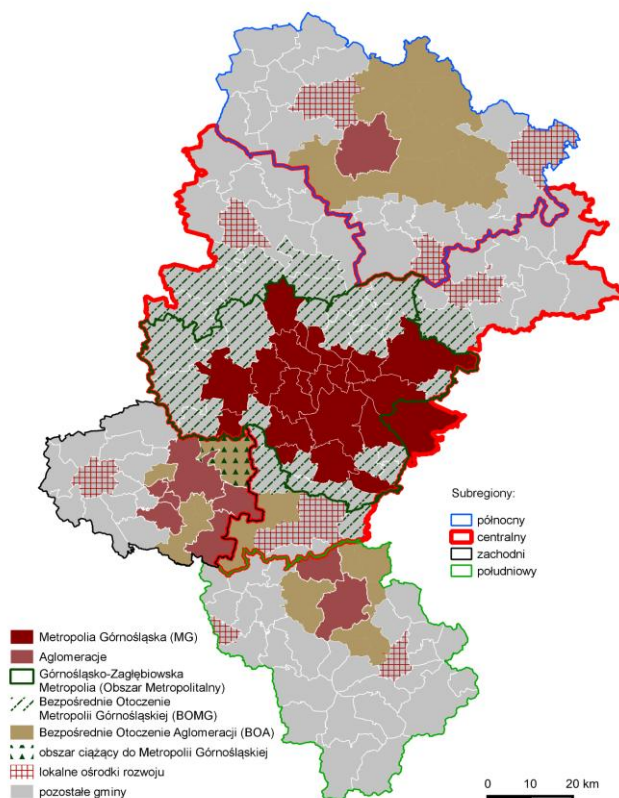 Subregiony:
północny
centralny
zachodni
południowy
Metropolia Górnośląska (MG)
Aglomeracje
Górnośląsko-Zagłębiowska
Metropolia (Obszar Metropolitalny)
Bezpośrednie Otoczenie
Metropolii Górnośląskiej (BOMG)
Bezpośrednie Otoczenie Aglomeracji (BOA)
obszar ciążący do Metropolii Górnośląskiej
lokalne ośrodki rozwoju
pozostałe gminy
0 10 20 km